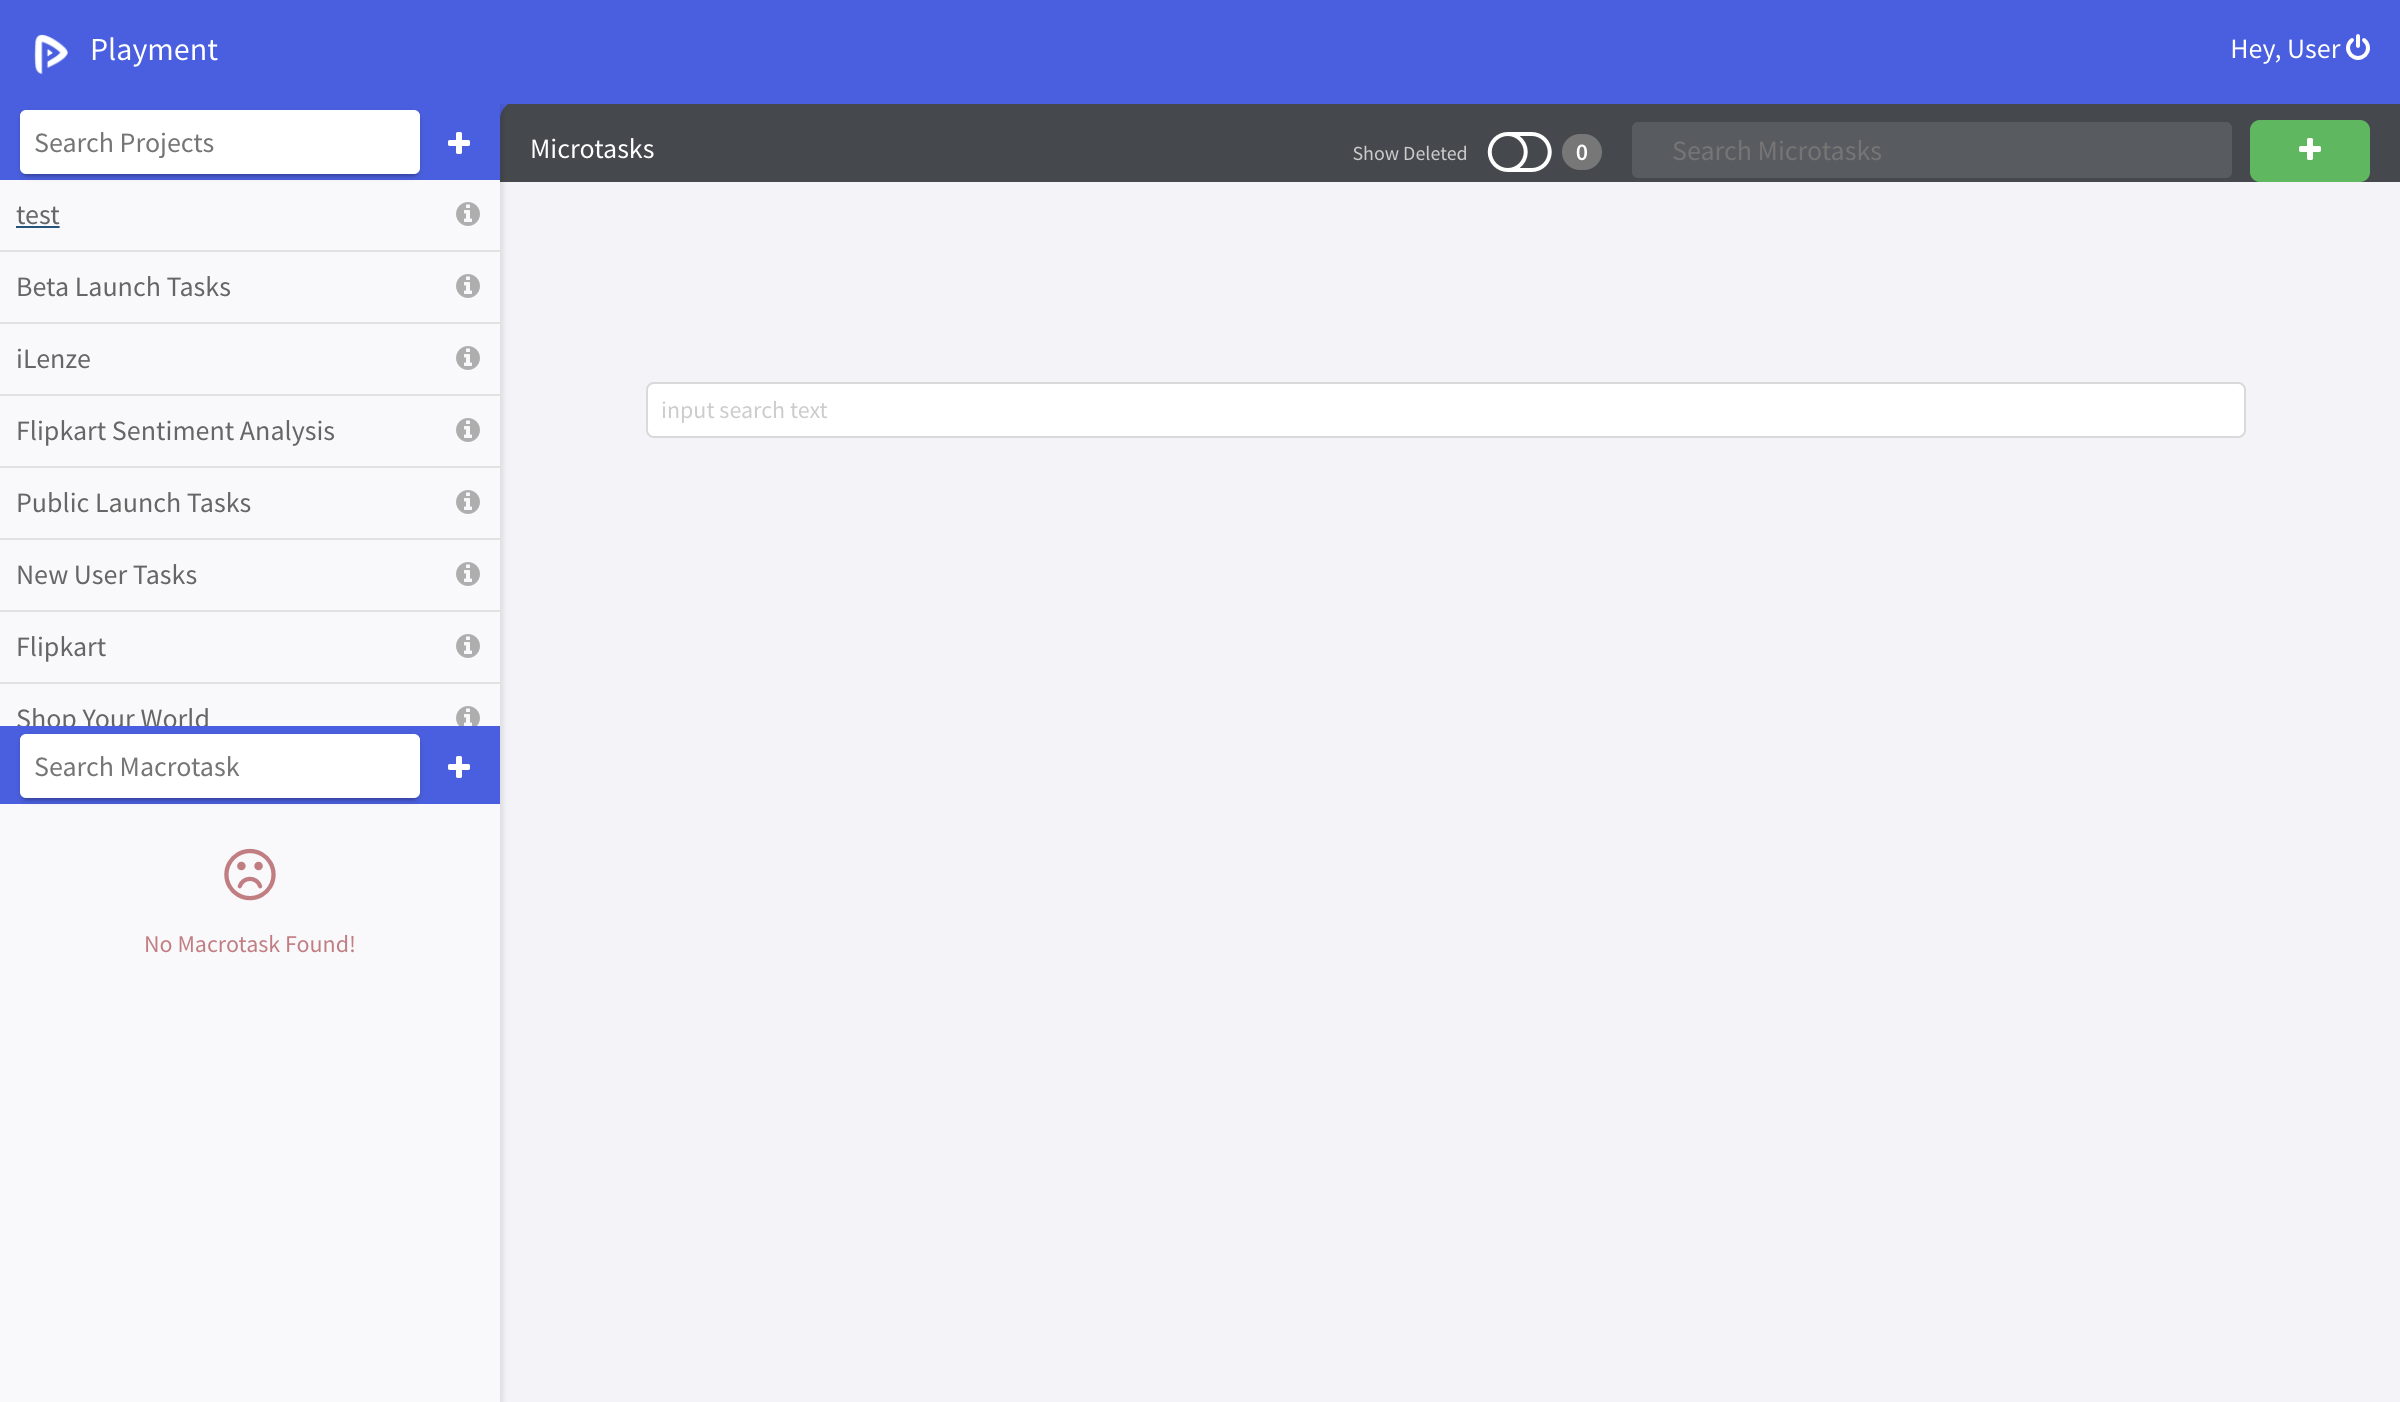 Playment
Hey, User
Search Projects
Microtasks
Show Deleted
0
Search Microtasks
test
Beta Launch Tasks
iLenze
Flipkart Sentiment Analysis
Public Launch Tasks
New User Tasks
Flipkart
Shop Your World
input search text
Search Macrotask
No Macrotask Found!